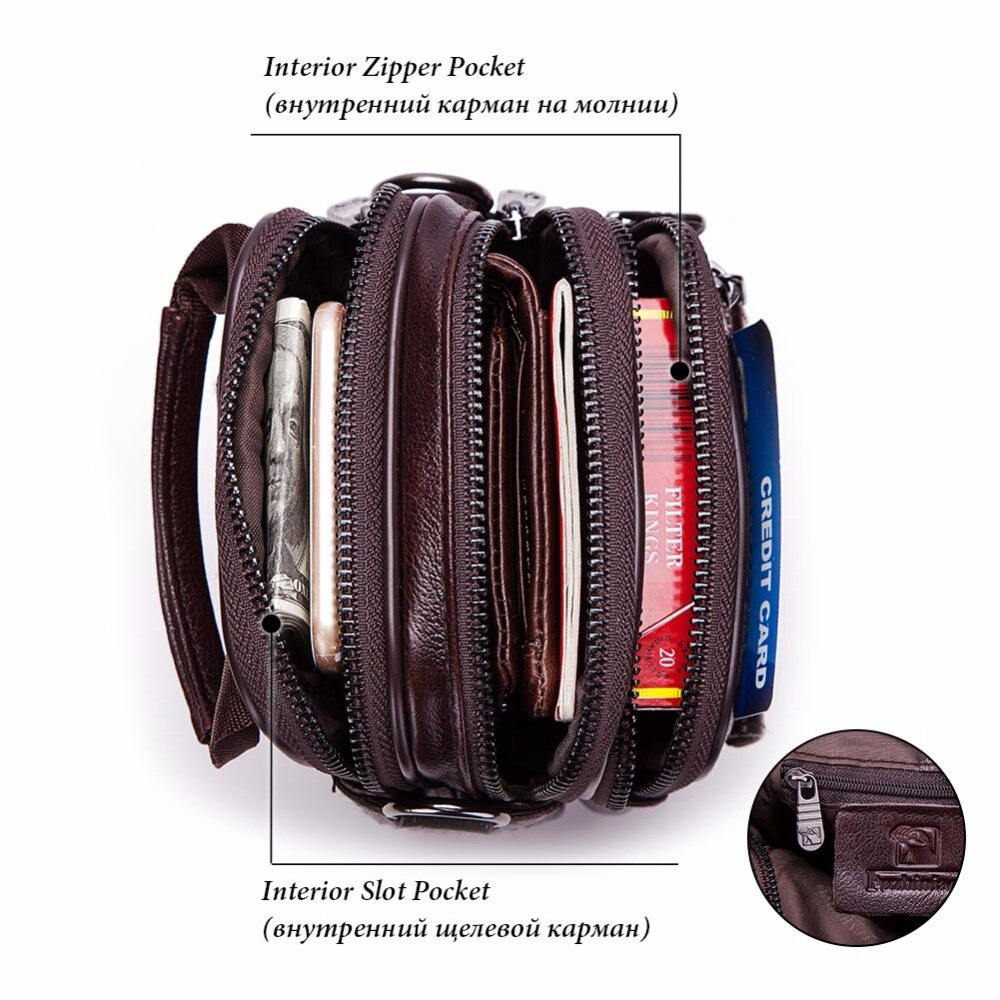 Interior Zipper Pocket
(внутренний карман на молнии)
FILTER
KINGS
20
CREDIT CARD
Interior Slot Pocket
(внутренний щелевой карман)